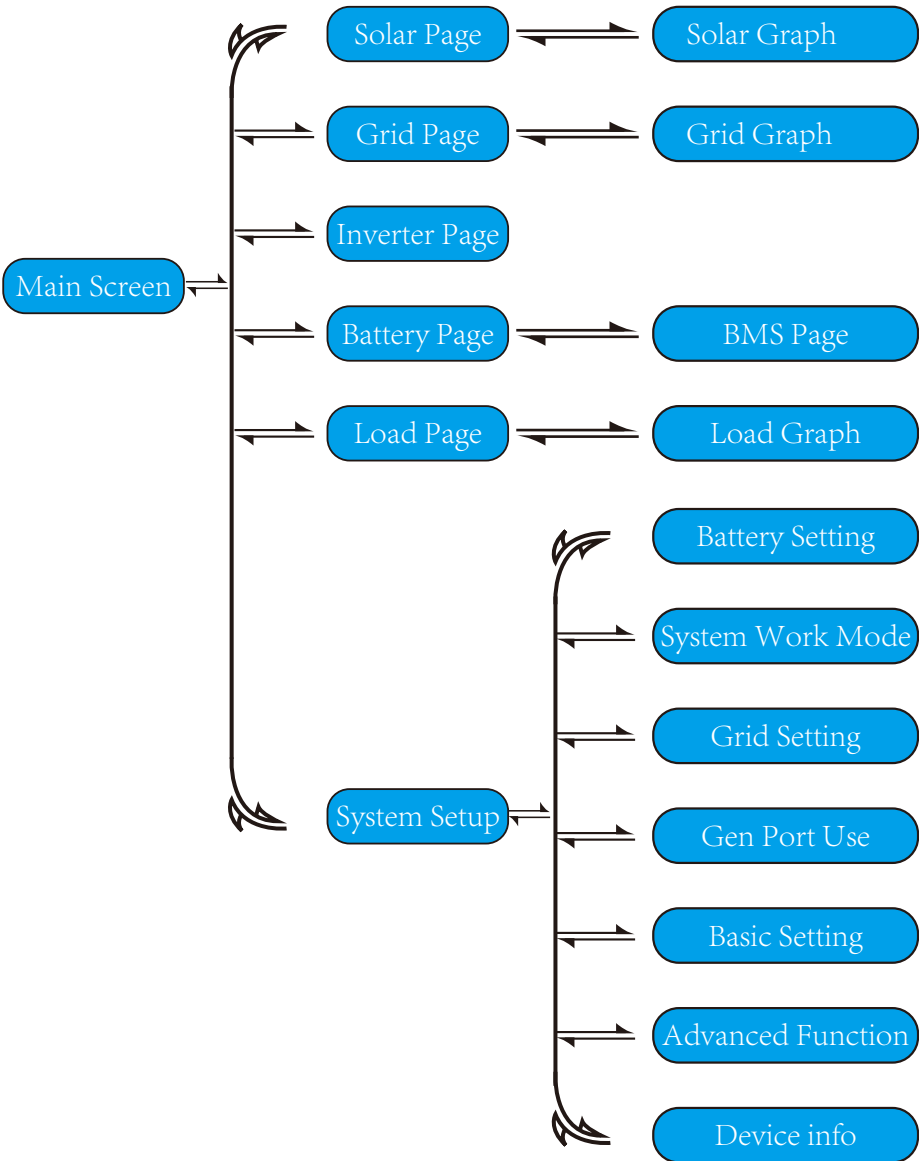 Solar Page
Solar Graph
Grid Page
Grid Graph
Inverter Page
Main Screen
Battery Page
BMS Page
Load Page
Load Graph
Battery Setting
System Work Mode
Grid Setting
System Setup
Gen Port Use
Basic Setting
Advanced Function
Device info